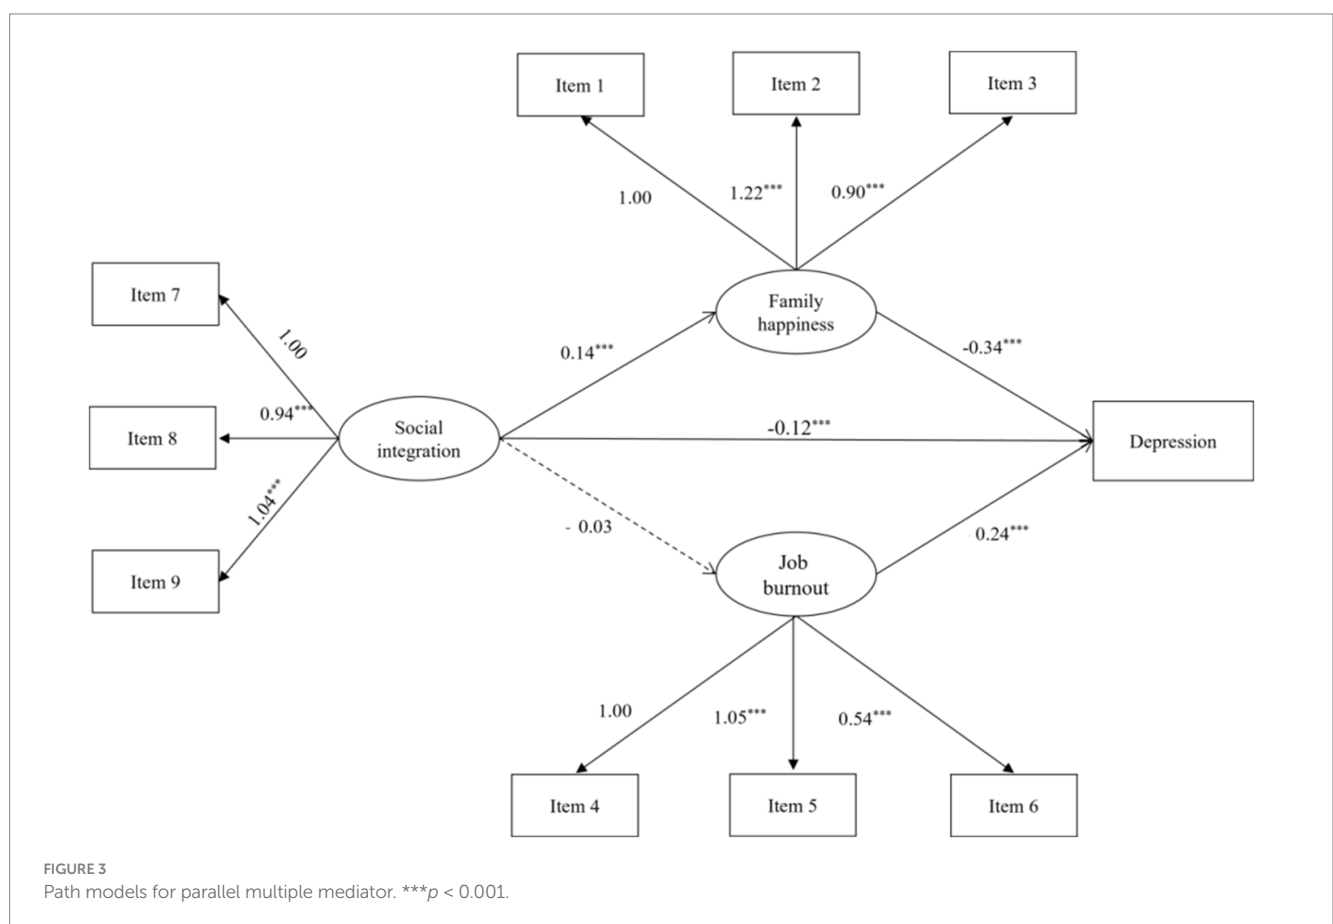 Item 1
Item 2
Item 3
1.00
1.22***
0.90***
Item 7
Family
happiness
1.00
0.14***
-0.34***
Item 8
0.94***
Social
integration
-0.12***
Depression
1.04***
- 0.03
0.24***
Item 9
Job
burnout
1.00
1.05***
0.54***
Item 4
Item 5
Item 6
FIGURE 3
Path models for parallel multiple mediator. ***p < 0.001.